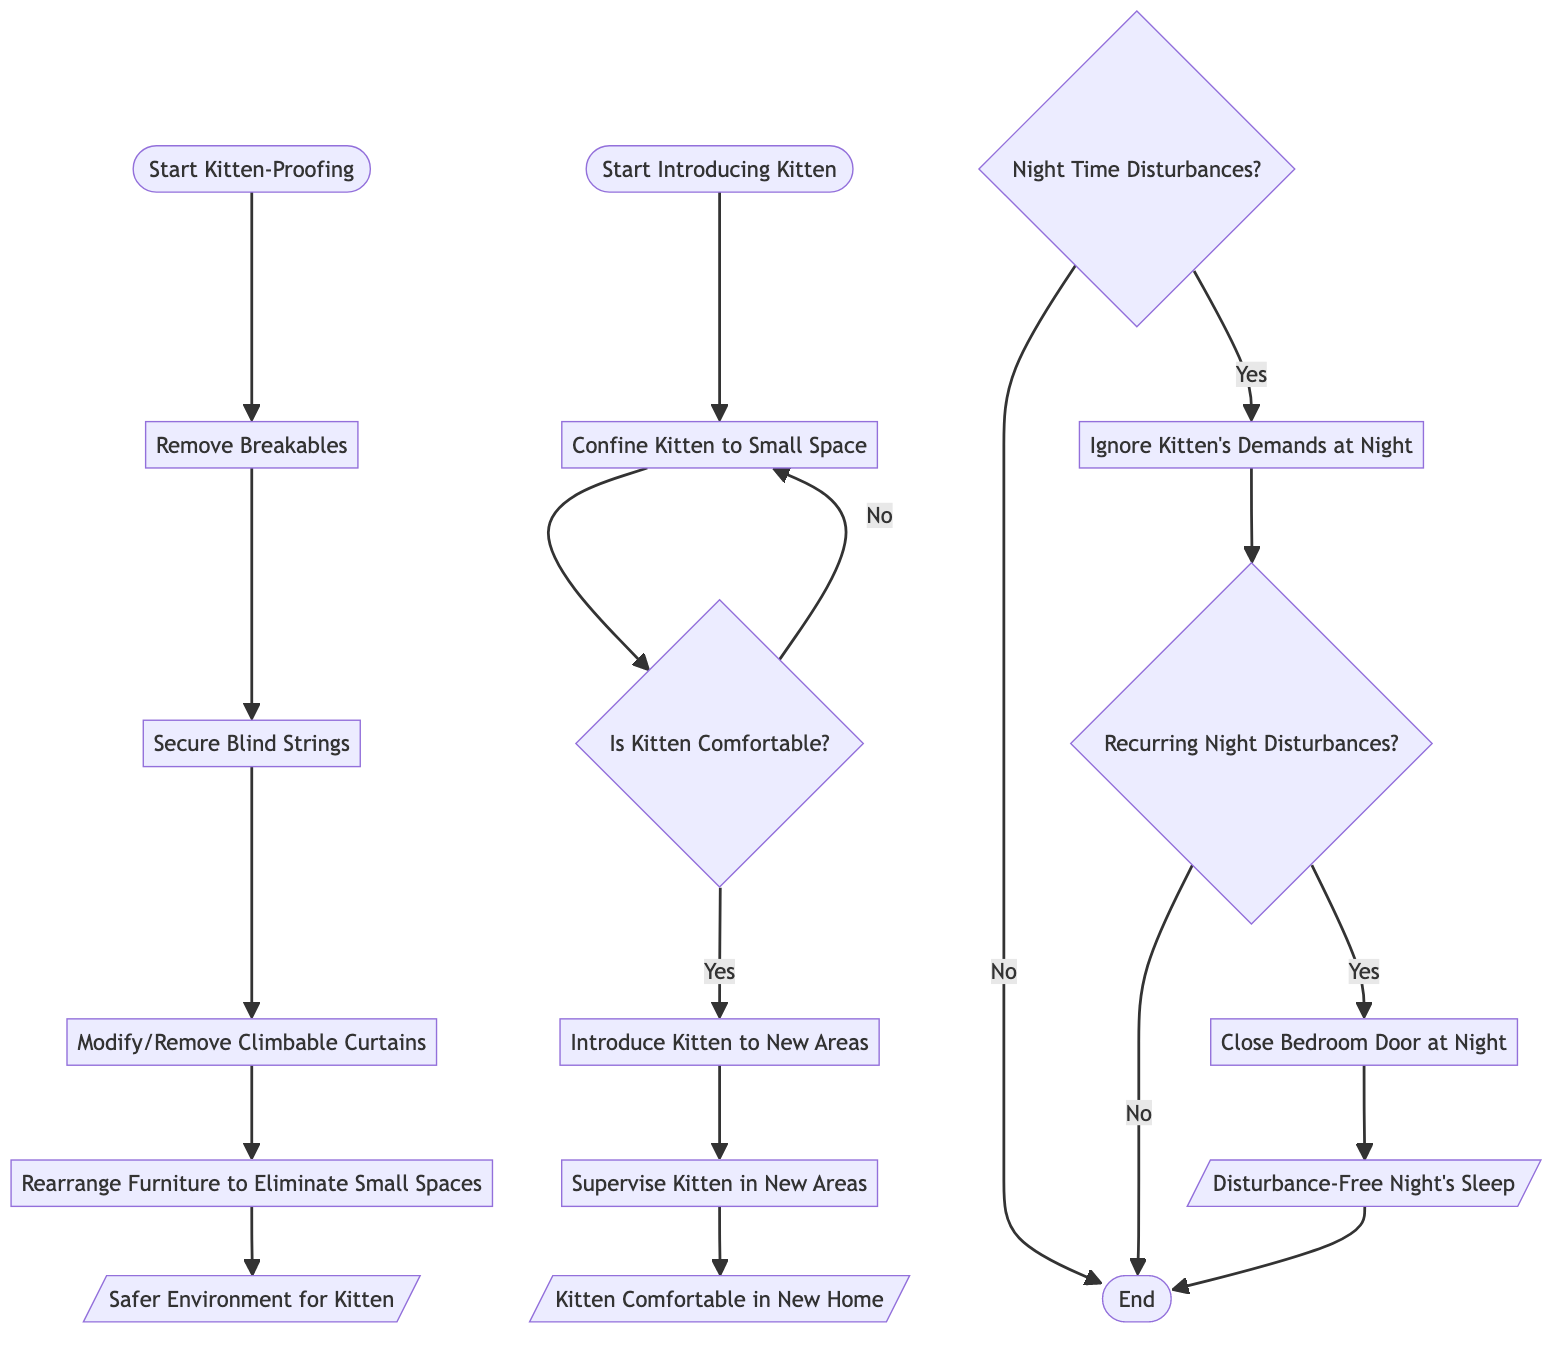 Start Kitten-Proofing
Start Introducing Kitten
Night Time Disturbances?
Yes
Remove Breakables
Confine Kitten to Small Space
Ignore Kitten's Demands at Night
No
Secure Blind Strings
Is Kitten Comfortable?
Recurring Night Disturbances?
Yes
No
Yes
Modify/Remove Climbable Curtains
Introduce Kitten to New Areas
Close Bedroom Door at Night
No
Rearrange Furniture to Eliminate Small Spaces
Supervise Kitten in New Areas
Disturbance-Free Night's Sleep
Safer Environment for Kitten
Kitten Comfortable in New Home
End